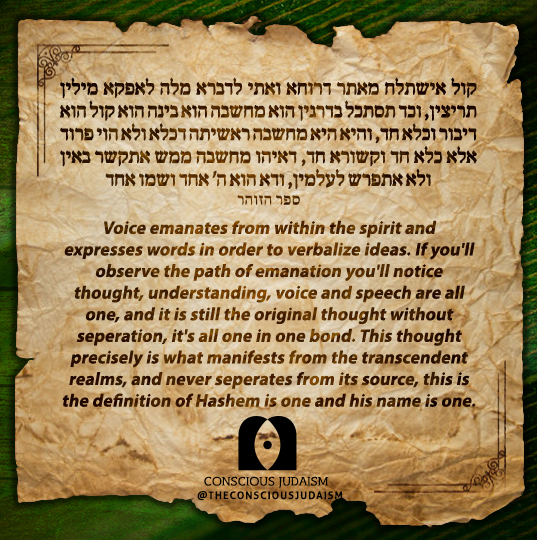 קול אישתלח מאתר דרוחא ואתי לדברא מלה לאפקא מילין
תריצין, וכד תסתכל בדרגין הוא מחשבה הוא בינה הוא קול הוא
דיבור וכלא חד, והיא היא מחשבה ראשיתה דכלא ולא הוי פרוד
אלא כלא חד וקשורא חד, דאיהו מחשבה ממש אתקשר באין
ולא אתפרש לעלמין, ודא הוא ה׳ אחד ושמו אחד
ספר הזוהר
Voice emanates from within the spirit and
expresses words in order to verbalize ideas. If you'll
observe the path of emanation you'll notice
thought, understanding, voice and speech are all
one, and it is still the original thought without
seperation, it's all one in one bond. This thought
precisely is what manifests from the transcendent
realms, and never seperates from its source, this is
the definition of Hashem is one and his name is one.
CONSCIOUS JUDAISM
@THECONSCIOUSJUDAISM